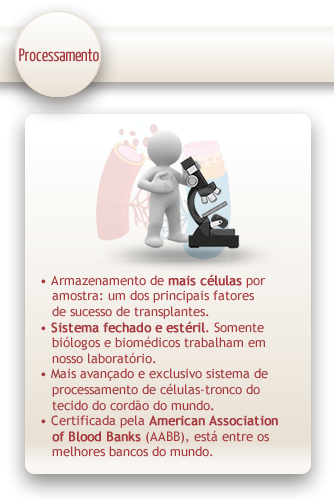 Processamento
• Armazenamento de mais células por
amostra: um dos principais fatores
de sucesso de transplantes.
• Sistema fechado e estéril. Somente
biólogos e biomédicos trabalham em
nosso laboratório.
• Mais avançado e exclusivo sistema de
processamento de células-tronco do
tecido do cordão do mundo.
• Certificada pela American Association
of Blood Banks (AABB), está entre os
melhores bancos do mundo.